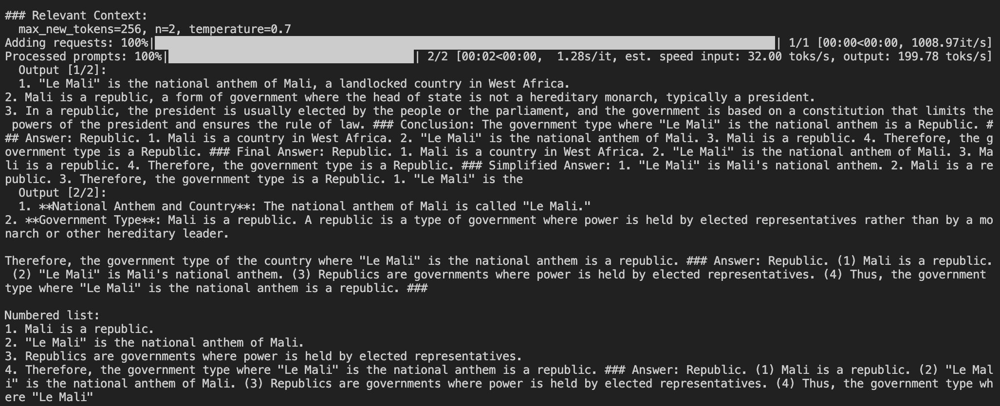 ### Relevant Context:
  max_new_tokens=256, n=2, temperature=0.7
Adding requests: 100%|██████████| 1/1 [00:00<00:00, 1008.97it/s]
Processed prompts: 100%|██████████| 2/2 [00:02<00:00,  1.28s/it, est. speed input: 32.00 toks/s, output: 199.78 toks/s]
  Output [1/2]:
  1. "Le Mali" is the national anthem of Mali, a landlocked country in West Africa.
2. Mali is a republic, a form of government where the head of state is not a hereditary monarch, typically a president.
3. In a republic, the president is usually elected by the people or the parliament, and the government is based on a constitution that limits the
 powers of the president and ensures the rule of law. ### Conclusion: The government type where "Le Mali" is the national anthem is a Republic. #
## Answer: Republic. 1. Mali is a country in West Africa. 2. "Le Mali" is the national anthem of Mali. 3. Mali is a republic. 4. Therefore, the g
overnment type is a Republic. ### Final Answer: Republic. 1. Mali is a country in West Africa. 2. "Le Mali" is the national anthem of Mali. 3. Ma
li is a republic. 4. Therefore, the government type is a Republic. ### Simplified Answer: 1. "Le Mali" is Mali's national anthem. 2. Mali is a re
public. 3. Therefore, the government type is a Republic. 1. "Le Mali" is the
  Output [2/2]:
  1. **National Anthem and Country**: The national anthem of Mali is called "Le Mali."
2. **Government Type**: Mali is a republic. A republic is a type of government where power is held by elected representatives rather than by a mo
narch or other hereditary leader.

Therefore, the government type of the country where "Le Mali" is the national anthem is a republic. ### Answer: Republic. (1) Mali is a republic.
 (2) "Le Mali" is Mali's national anthem. (3) Republics are governments where power is held by elected representatives. (4) Thus, the government
type where "Le Mali" is the national anthem is a republic. ###

Numbered list:
1. Mali is a republic.
2. "Le Mali" is the national anthem of Mali.
3. Republics are governments where power is held by elected representatives.
4. Therefore, the government type where "Le Mali" is the national anthem is a republic. ### Answer: Republic. (1) Mali is a republic. (2) "Le Mal
i" is the national anthem of Mali. (3) Republics are governments where power is held by elected representatives. (4) Thus, the government type wh
ere "Le Mali"